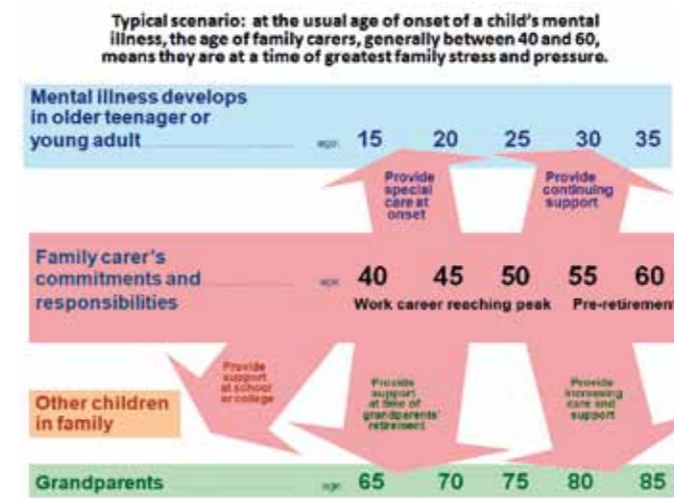 Typical scenario: at the usual age of onset of a child's mental
illness, the age of family carers, generally between 40 and 60,
means they are at a time of greatest family stress and pressure.
Mental illness develops
in older teenager or
young adult age: 15 20 25 30 35
Provide
special
care at
onset
Provide
continuing
support
Family carer's
commitments and
responsibilities
age: 40 45 50 55 60
Work career reaching peak Pre-retirement
Provide
support
at school
or college
Provide
support
at time of
grandparents'
retirement
Provide
increasing
care and
support
Other children
in family
Grandparents age: 65 70 75 80 85